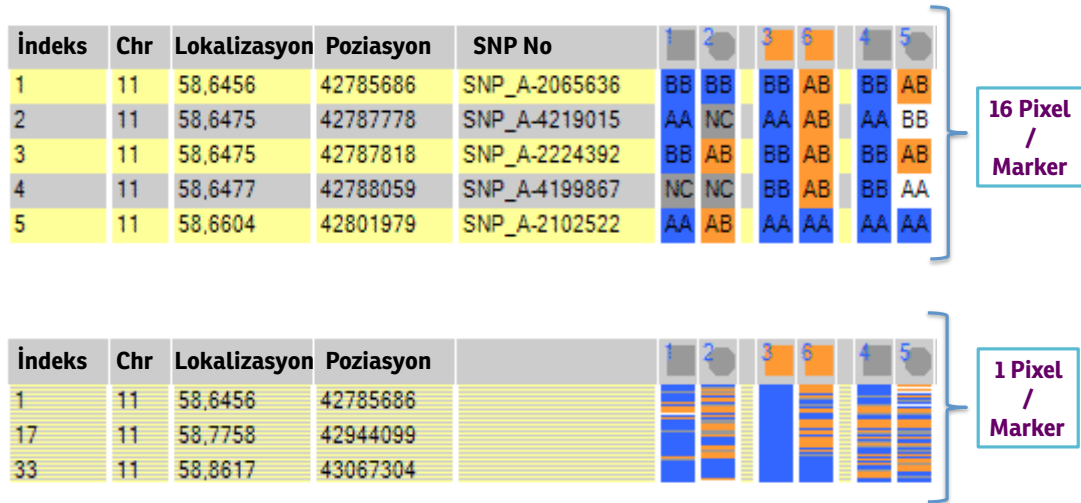 İndeks Chr Lokalizasyon Poziasyon SNP No 1 2 3 6 4 5
1 11 58,6456 42785686 SNP_A-2065636 BB BB BB AB BB AB
2 11 58,6475 42787778 SNP_A-4219015 AA NC AA AB AA BB
3 11 58,6475 42787818 SNP_A-2224392 BB AB BB AB BB AB
4 11 58,6477 42788059 SNP_A-4199867 NC NC BB AB BB AA
5 11 58,6604 42801979 SNP_A-2102522 AA AB AA AA AA AA
16 Pixel
/
Marker
İndeks Chr Lokalizasyon Poziasyon 1 2 3 6 4 5
1 11 58,6456 42785686
17 11 58,7758 42944099
33 11 58,8617 43067304
1 Pixel
/
Marker